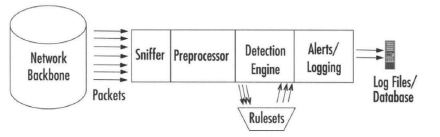 Network
Backbone
Packets
Sniffer
Preprocessor
Detection
Engine
Alerts/
Logging
Rulesets
Log Files/
Database